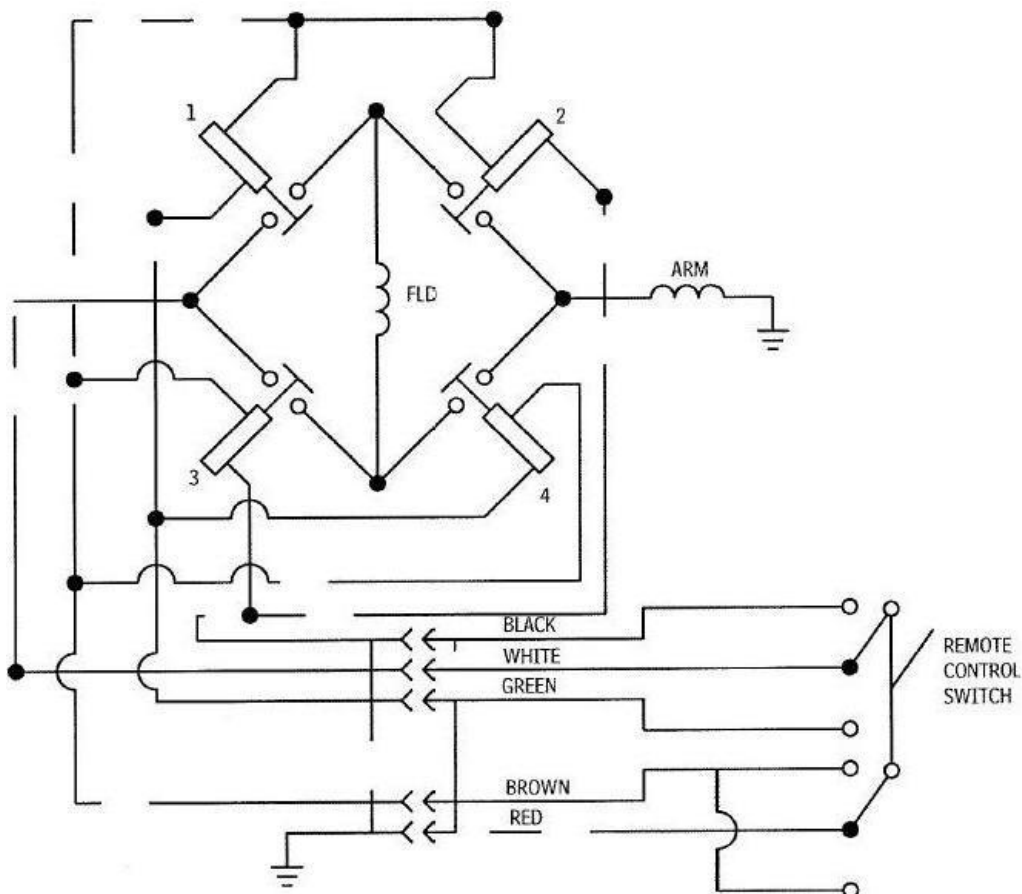 1
2
ARM
FLD
3
4
BLACK
WHITE
GREEN
REMOTE
CONTROL
SWITCH
BROWN
RED